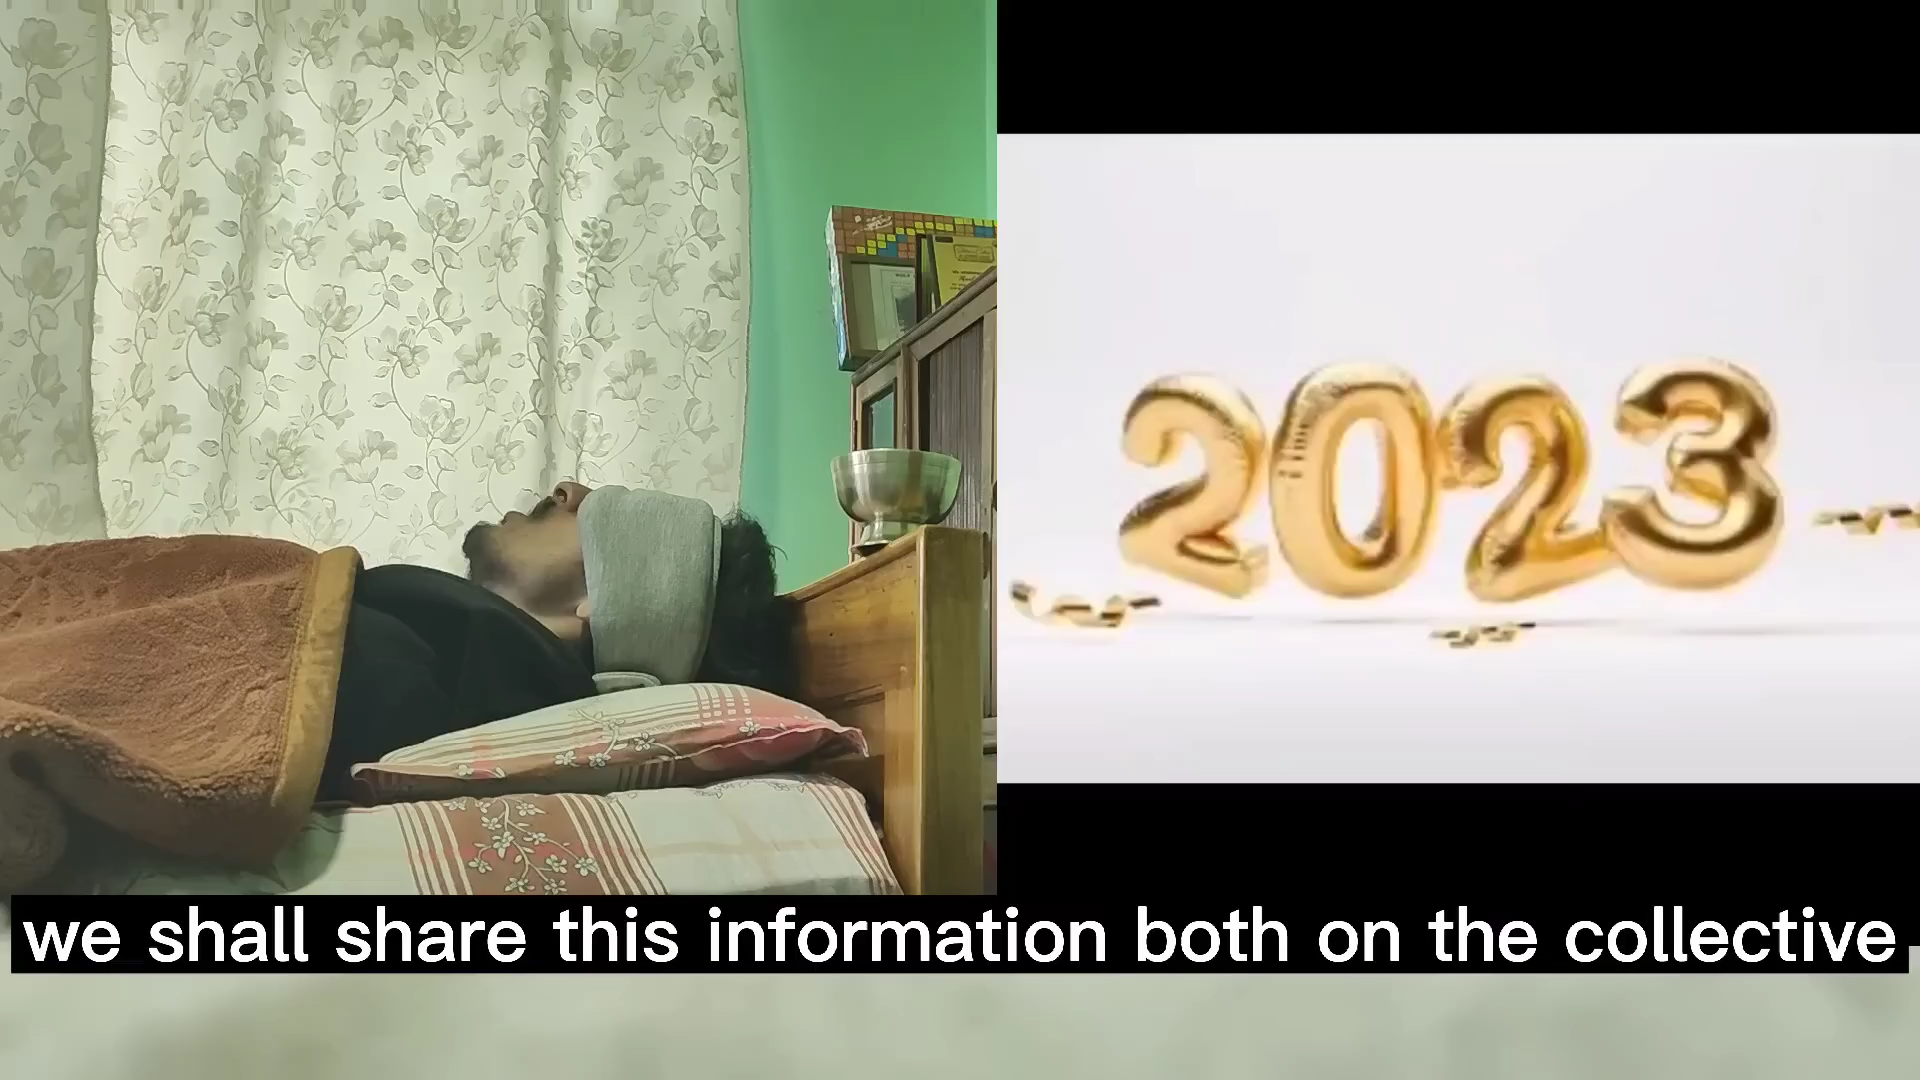 2023
we shall share this information both on the collective